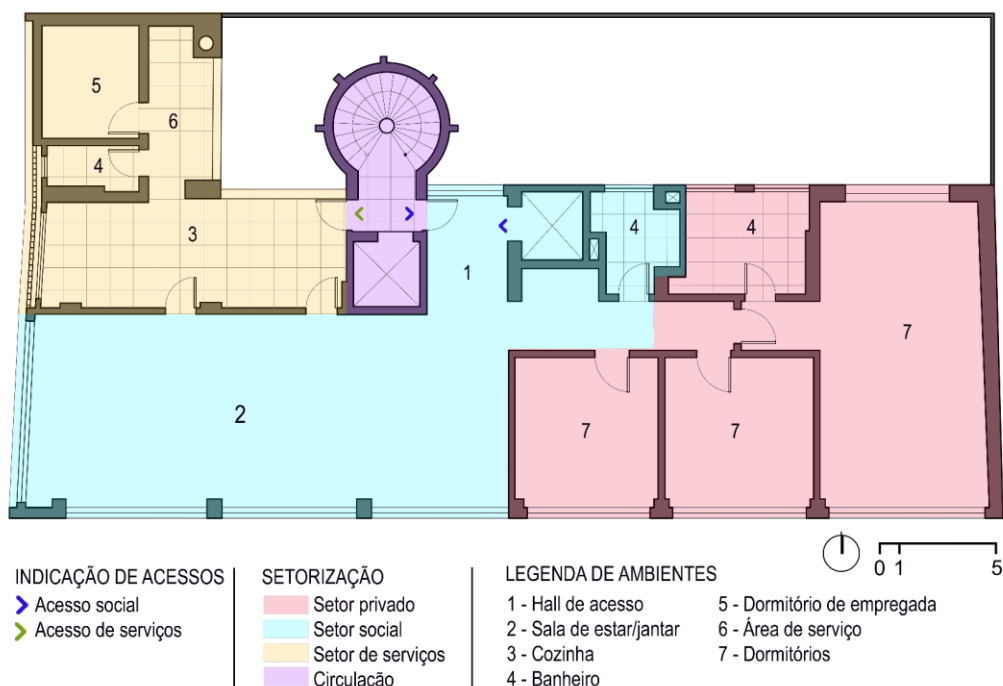 5
6
4
3
1
4
4
7
2
7
7
0 1 5
INDICAÇÃO DE ACESSOS
Acesso social
Acesso de serviços
SETORIZAÇÃO
Setor privado
Setor social
Setor de serviços
Circulação
LEGENDA DE AMBIENTES
1 - Hall de acesso
2 - Sala de estar/jantar
3 - Cozinha
4 - Banheiro
5 - Dormitório de empregada
6 - Área de serviço
7 - Dormitórios